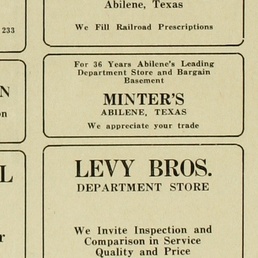 Abilene, Texas
We Fill Railroad Prescriptions
233
For 36 Years Abilene's Leading
Department Store and Bargain
Basement
MINTER'S
ABILENE, TEXAS
We appreciate your trade
LEVY BROS.
DEPARTMENT STORE
We Invite Inspection and
Comparison in Service
Quality and Price